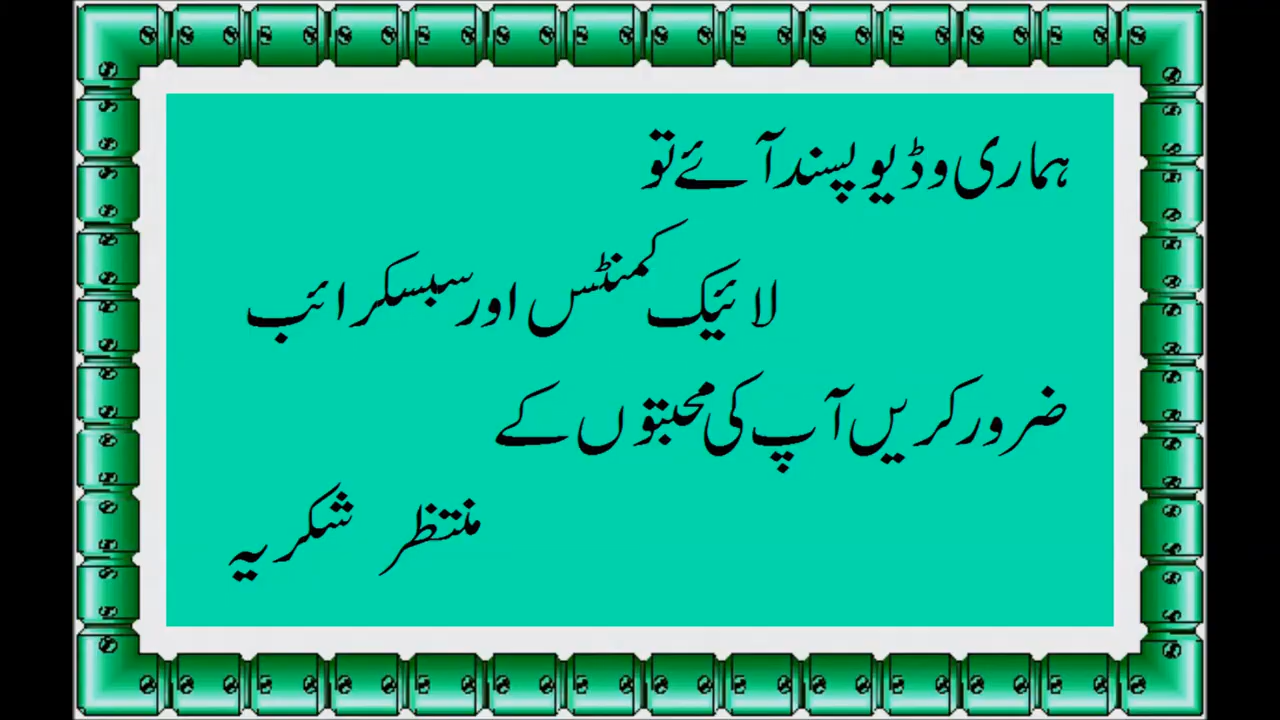 ہماری وڈیو پسند آئے تو
لائیک کمنٹس اور سبسکرائب
ضرور کریں آپ کی محبتوں کے
منتظر شکریہ